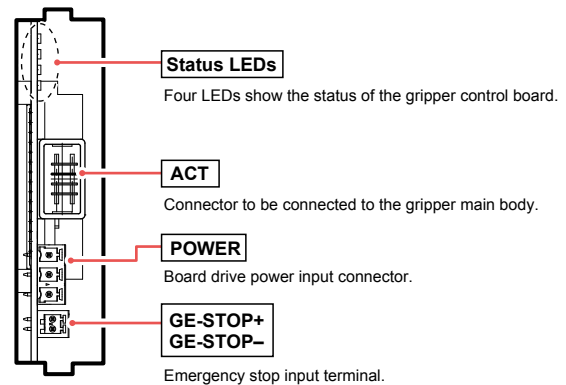 Status LEDs
Four LEDs show the status of the gripper control board.
ACT
Connector to be connected to the gripper main body.
POWER
Board drive power input connector.
GE-STOP+
GE-STOP−
Emergency stop input terminal.